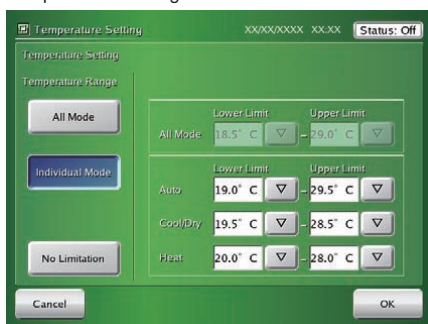 Temperature Setting XX/XX/XXXX XX:XX Status: Off
Temperature Setting
Temperature Range
All Mode
Individual Mode
No Limitation
Lower Limit Upper Limit
All Mode 18.5° C – 29.0° C
Lower Limit Upper Limit
Auto 19.0° C – 29.5° C
Cool/Dry 19.5° C – 28.5° C
Heat 20.0° C – 28.0° C
Cancel OK